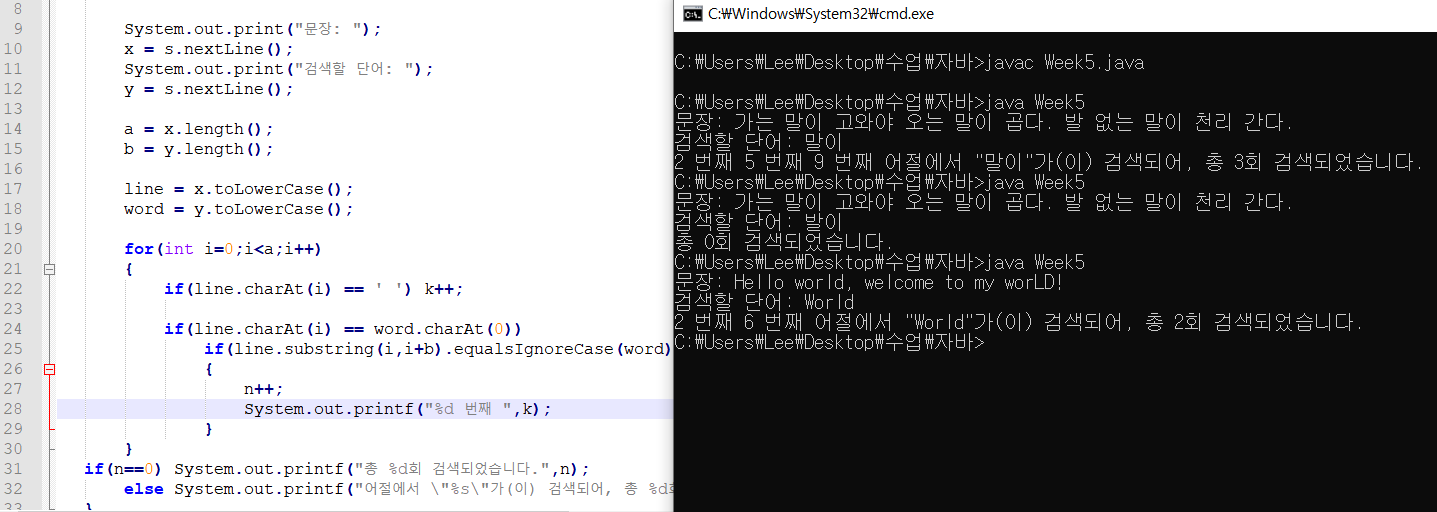 8
9 System.out.print("문장: ");
10 x = s.nextLine();
11 System.out.print("검색할 단어: ");
12 y = s.nextLine();
13
14 a = x.length();
15 b = y.length();
16
17 line = x.toLowerCase();
18 word = y.toLowerCase();
19
20 for(int i=0;i<a;i++)
21 {
22 if(line.charAt(i) == ' ') k++;
23
24 if(line.charAt(i) == word.charAt(0))
25 if(line.substring(i,i+b).equalsIgnoreCase(word)
26 {
27 n++;
28 System.out.printf("%d 번째 ",k);
29 }
30 }
31 if(n==0) System.out.printf("총 %d회 검색되었습니다.",n);
32 else System.out.printf("어절에서 \"%s\"가(이) 검색되어, 총 %d
33 }
C:₩Windows₩System32₩cmd.exe
C:₩Users₩Lee₩Desktop₩수업₩자바>javac Week5.java
C:₩Users₩Lee₩Desktop₩수업₩자바>java Week5
문장: 가는 말이 고와야 오는 말이 곱다. 발 없는 말이 천리 간다.
검색할 단어: 말이
2 번째 5 번째 9 번째 어절에서 "말이"가(이) 검색되어, 총 3회 검색되었습니다.
C:₩Users₩Lee₩Desktop₩수업₩자바>java Week5
문장: 가는 말이 고와야 오는 말이 곱다. 발 없는 말이 천리 간다.
검색할 단어: 발이
총 0회 검색되었습니다.
C:₩Users₩Lee₩Desktop₩수업₩자바>java Week5
문장: Hello world, welcome to my worLD!
검색할 단어: World
2 번째 6 번째 어절에서 "World"가(이) 검색되어, 총 2회 검색되었습니다.
C:₩Users₩Lee₩Desktop₩수업₩자바>